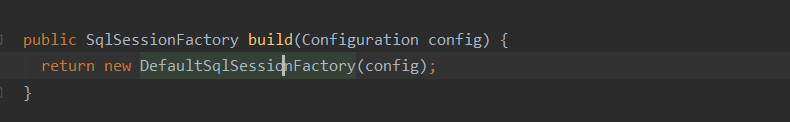 public SqlSessionFactory build(Configuration config) {
return new DefaultSqlSessionFactory(config);
}